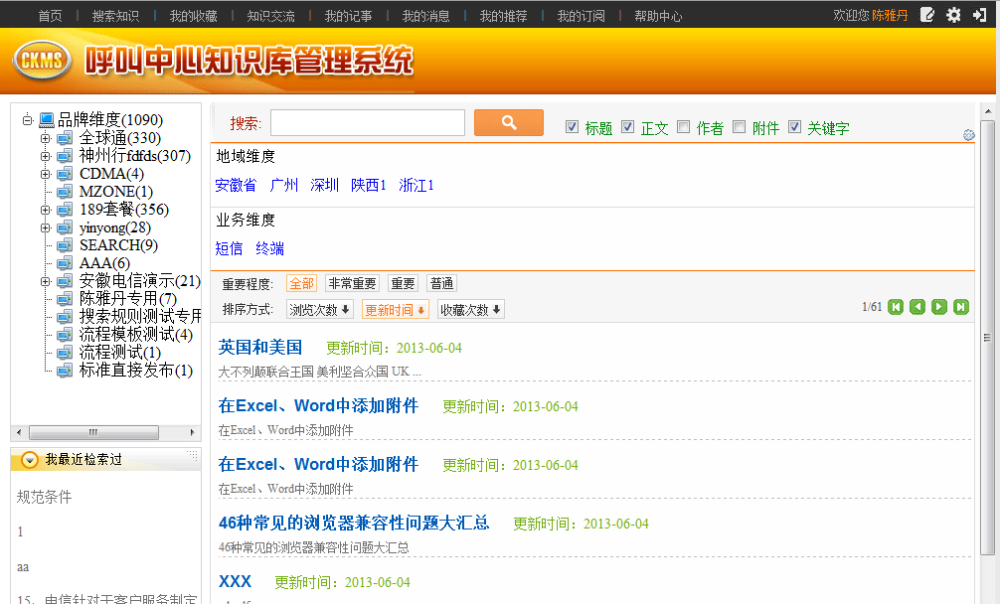 首页 搜索知识 我的收藏 知识交流 我的记事 我的消息 我的推荐 我的订阅 帮助中心 欢迎您 陈雅丹
CKMS 呼叫中心知识库管理系统
品牌维度(1090)
全球通(330)
神州行fdfds(307)
CDMA(4)
MZONE(1)
189套餐(356)
yinyong(28)
SEARCH(9)
AAA(6)
安徽电信演示(21)
陈雅丹专用(7)
搜索规则测试专用
流程模板测试(4)
流程测试(1)
标准直接发布(1)
我最近检索过
规范条件
1
aa
15、电信针对于客户服务制定
搜索: 标题 正文 作者 附件 关键字
地域维度
安徽省 广州 深圳 陕西1 浙江1
业务维度
短信 终端
重要程度: 全部 非常重要 重要 普通
排序方式: 浏览次数 更新时间 收藏次数 1/61
英国和美国 更新时间：2013-06-04
大不列颠联合王国 美利坚合众国 UK ...
在Excel、Word中添加附件 更新时间：2013-06-04
在Excel、Word中添加附件
在Excel、Word中添加附件 更新时间：2013-06-04
在Excel、Word中添加附件
46种常见的浏览器兼容性问题大汇总 更新时间：2013-06-04
46种常见的浏览器兼容性问题大汇总
XXX 更新时间：2013-06-04